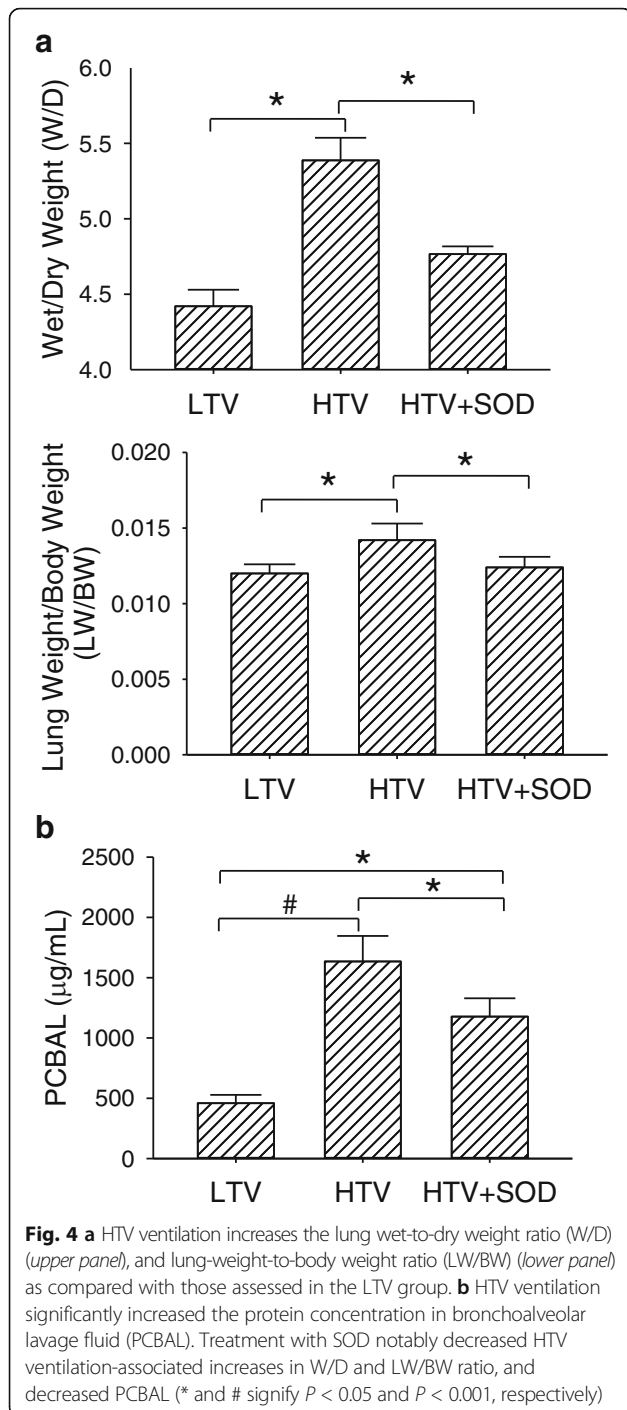 a
6.0
5.5
5.0
4.5
4.0
Wet/Dry Weight (W/D)
* *
LTV HTV HTV+SOD
0.020
0.015
0.010
0.005
0.000
Lung Weight/Body Weight
(LW/BW)
* *
LTV HTV HTV+SOD
b
2500
2000
1500
1000
500
0
PCBAL (µg/mL)
*
# *
LTV HTV HTV+SOD
Fig. 4 a HTV ventilation increases the lung wet-to-dry weight ratio (W/D)
(upper panel), and lung-weight-to-body weight ratio (LW/BW) (lower panel)
as compared with those assessed in the LTV group. b HTV ventilation
significantly increased the protein concentration in bronchoalveolar
lavage fluid (PCBAL). Treatment with SOD notably decreased HTV
ventilation-associated increases in W/D and LW/BW ratio, and
decreased PCBAL (* and # signify P < 0.05 and P < 0.001, respectively)